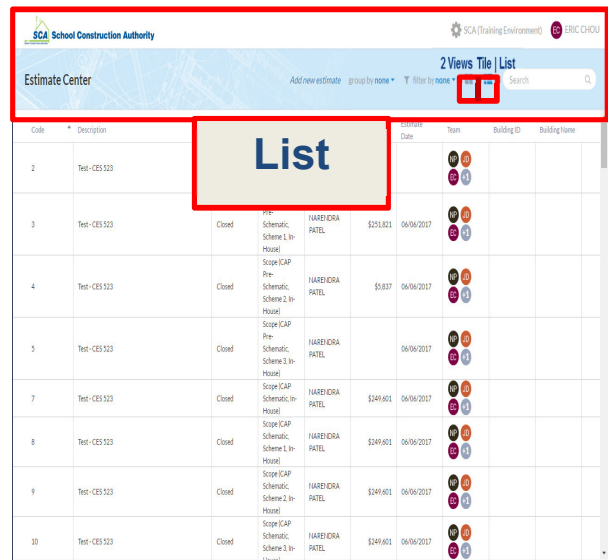 SCA School Construction Authority
SCA (Training Environment) EC ERIC CHOU
2 Views Tile | List
Estimate Center Add new estimate group by none filter by none Search
Code Description Estimate Date Team Building ID Building Name
List
2 Test - CES 523 NP JD EC +1
3 Test - CES 523 Closed Pre-Schematic, Scheme 1, In-House) NARENDRA PATEL $251,821 06/06/2017 NP JD EC +1
4 Test - CES 523 Closed Scope (CAP Pre-Schematic, Scheme 2, In-House) NARENDRA PATEL $5,837 06/06/2017 NP JD EC +1
5 Test - CES 523 Closed Scope (CAP Pre-Schematic, Scheme 3, In-House) NARENDRA PATEL 06/06/2017 NP JD EC +1
7 Test - CES 523 Closed Scope (CAP Schematic, In-House) NARENDRA PATEL $249,601 06/06/2017 NP JD EC +1
8 Test - CES 523 Closed Scope (CAP Schematic, Scheme 1, In-House) NARENDRA PATEL $249,601 06/06/2017 NP JD EC +1
9 Test - CES 523 Closed Scope (CAP Schematic, Scheme 2, In-House) NARENDRA PATEL $249,601 06/06/2017 NP JD EC +1
10 Test - CES 523 Closed Scope (CAP Schematic, Scheme 3, In- NARENDRA PATEL $249,601 06/06/2017 NP JD EC +1